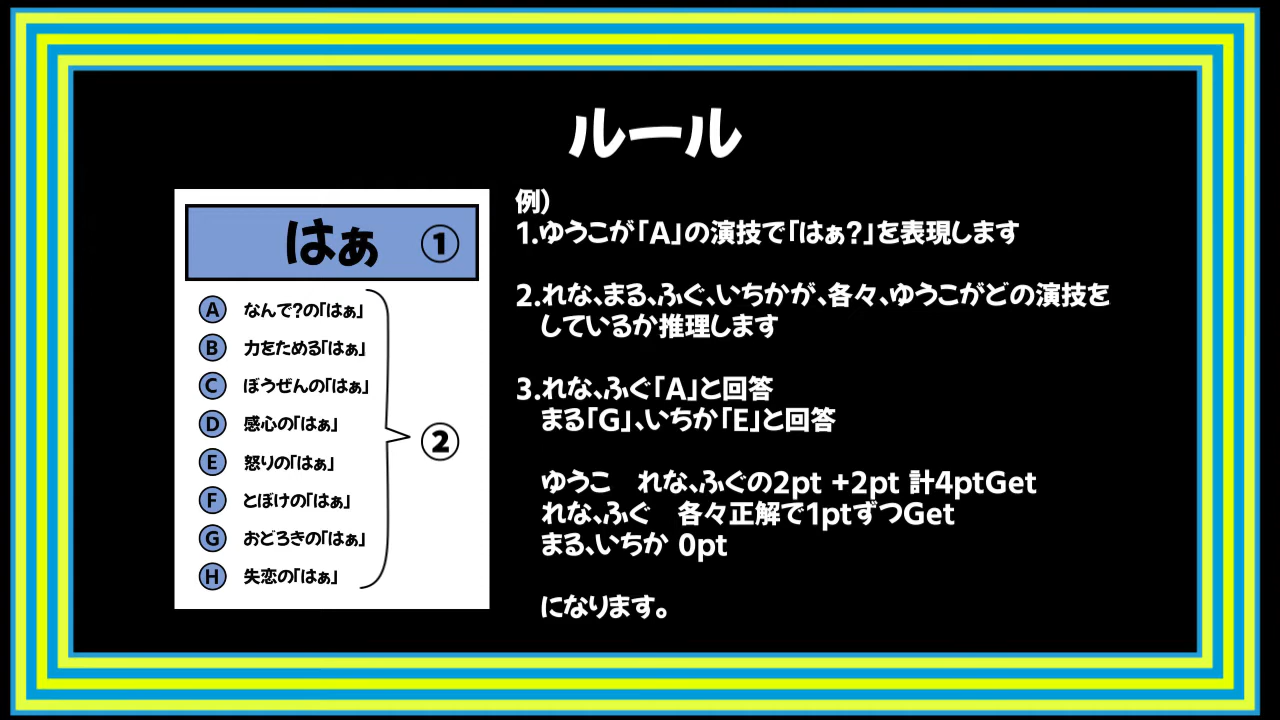 ルール
はぁ ①
A なんで?の「はぁ」
B 力をためる「はぁ」
C ぼうぜんの「はぁ」
D 感心の「はぁ」
E 怒りの「はぁ」
F とぼけの「はぁ」
G おどろきの「はぁ」
H 失恋の「はぁ」
②
例)
1.ゆうこが「A」の演技で「はぁ?」を表現します
2.れな、まる、ふぐ、いちかが、各々、ゆうこがどの演技を
しているか推理します
3.れな、ふぐ「A」と回答
まる「G」、いちか「E」と回答
ゆうこ　れな、ふぐの2pt +2pt 計4ptGet
れな、ふぐ　各々正解で1ptずつGet
まる、いちか 0pt
になります。